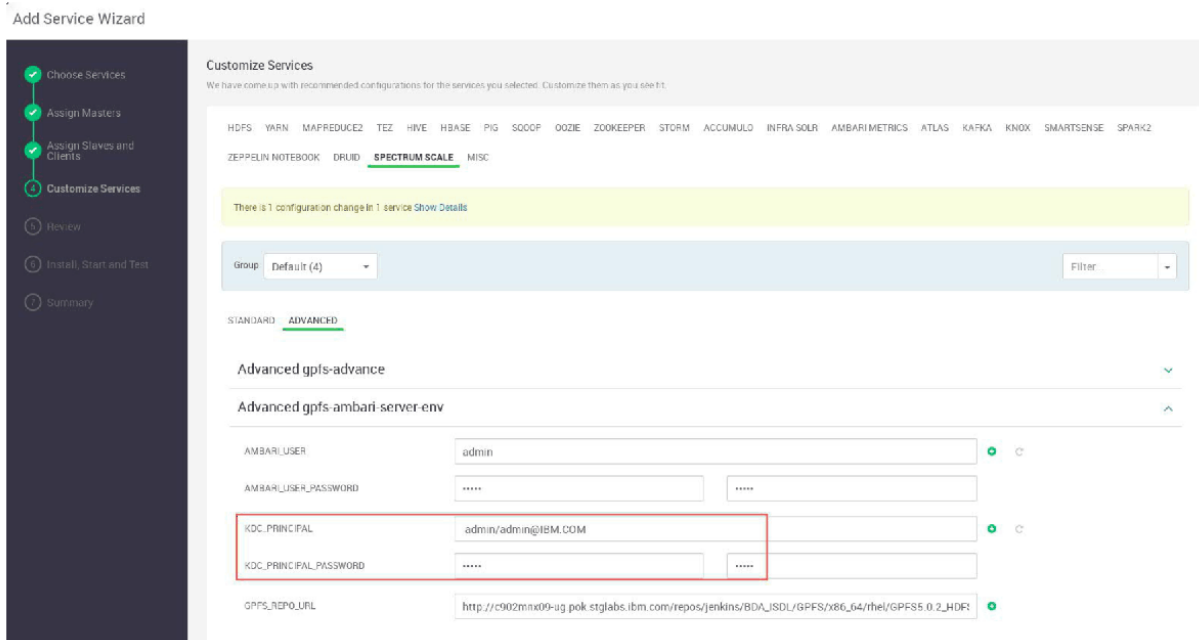 Add Service Wizard
Choose Services
Assign Masters
Assign Slaves and
Clients
4 Customize Services
5 Review
6 Install, Start and Test
7 Summary
Customize Services
We have come up with recommended configurations for the services you selected. Customize them as you see fit.
HDFS YARN MAPREDUCE2 TEZ HIVE HBASE PIG SQOOP OOZIE ZOOKEEPER STORM ACCUMULO INFRA SOLR AMBARI METRICS ATLAS KAFKA KNOX SMARTSENSE SPARK2
ZEPPELIN NOTEBOOK DRUID SPECTRUM SCALE MISC
There is 1 configuration change in 1 service Show Details
Group Default (4) Filter...
STANDARD ADVANCED
Advanced gpfs-advance
Advanced gpfs-ambari-server-env
AMBARI_USER admin
AMBARI_USER_PASSWORD ••••• •••••
KDC_PRINCIPAL admin/admin@IBM.COM
KDC_PRINCIPAL_PASSWORD ••••• •••••
GPFS_REPO_URL http://c902mnx09-ug.pok.stglabs.ibm.com/repos/jenkins/BDA_ISDL/GPFS/x86_64/rhel/GPFS5.0.2_HDFS